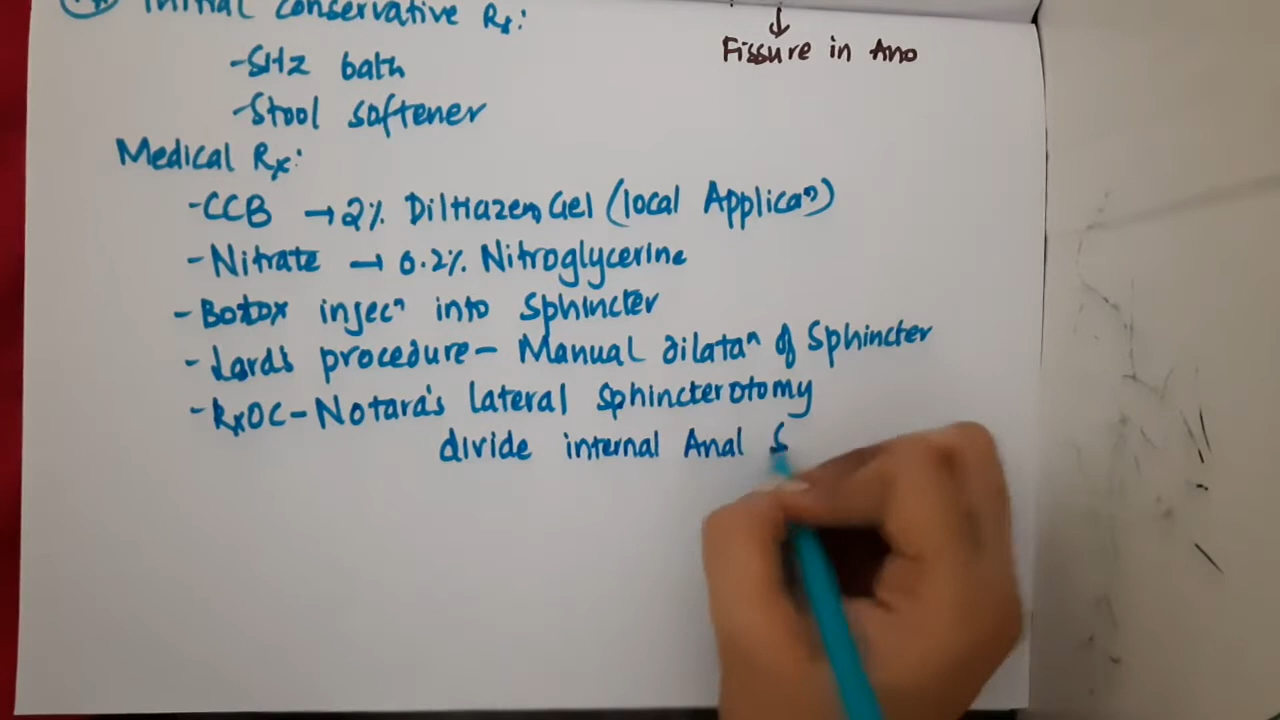 Initial Conservative Rx:
↓
Fissure in Ano
-Sitz bath
-Stool softener
Medical Rx:
-CCB → 2% Diltiazem Gel (local Applicaⁿ)
-Nitrate → 0.2% Nitroglycerine
-Botox injecⁿ into Sphincter
-Lord's procedure- Manual dilataⁿ of Sphincter
-RxOC-Notara's lateral Sphincterotomy
divide internal Anal S